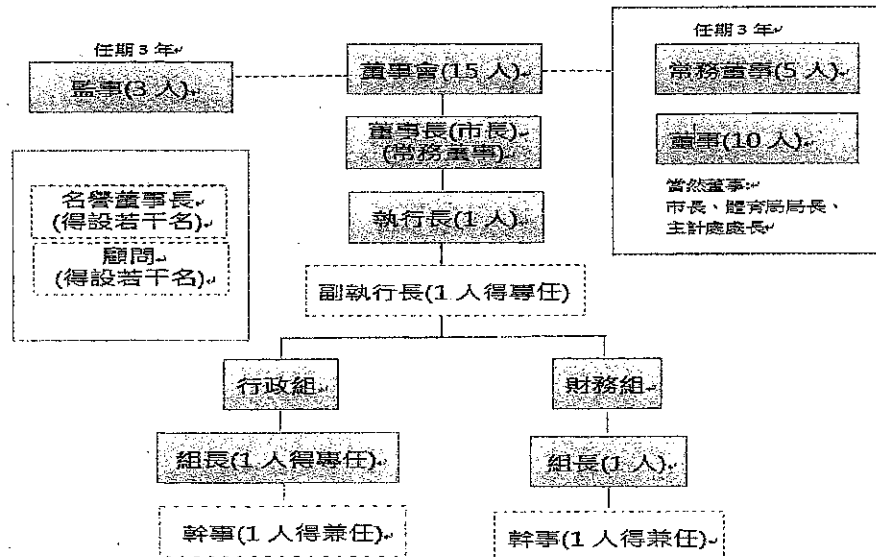 任期 3 年
監事(3 人)
董事會(15 人)
任期 3 年
常務董事(5 人)
董事(10 人)
當然董事:
市長、體育局局長、
主計處處長
董事長(市長)
(常務董事)
名譽董事長
(得設若干名)
顧問
(得設若干名)
執行長(1 人)
副執行長(1 人得專任)
行政組
財務組
組長(1 人得專任)
組長(1 人)
幹事(1 人得兼任)
幹事(1 人得兼任)